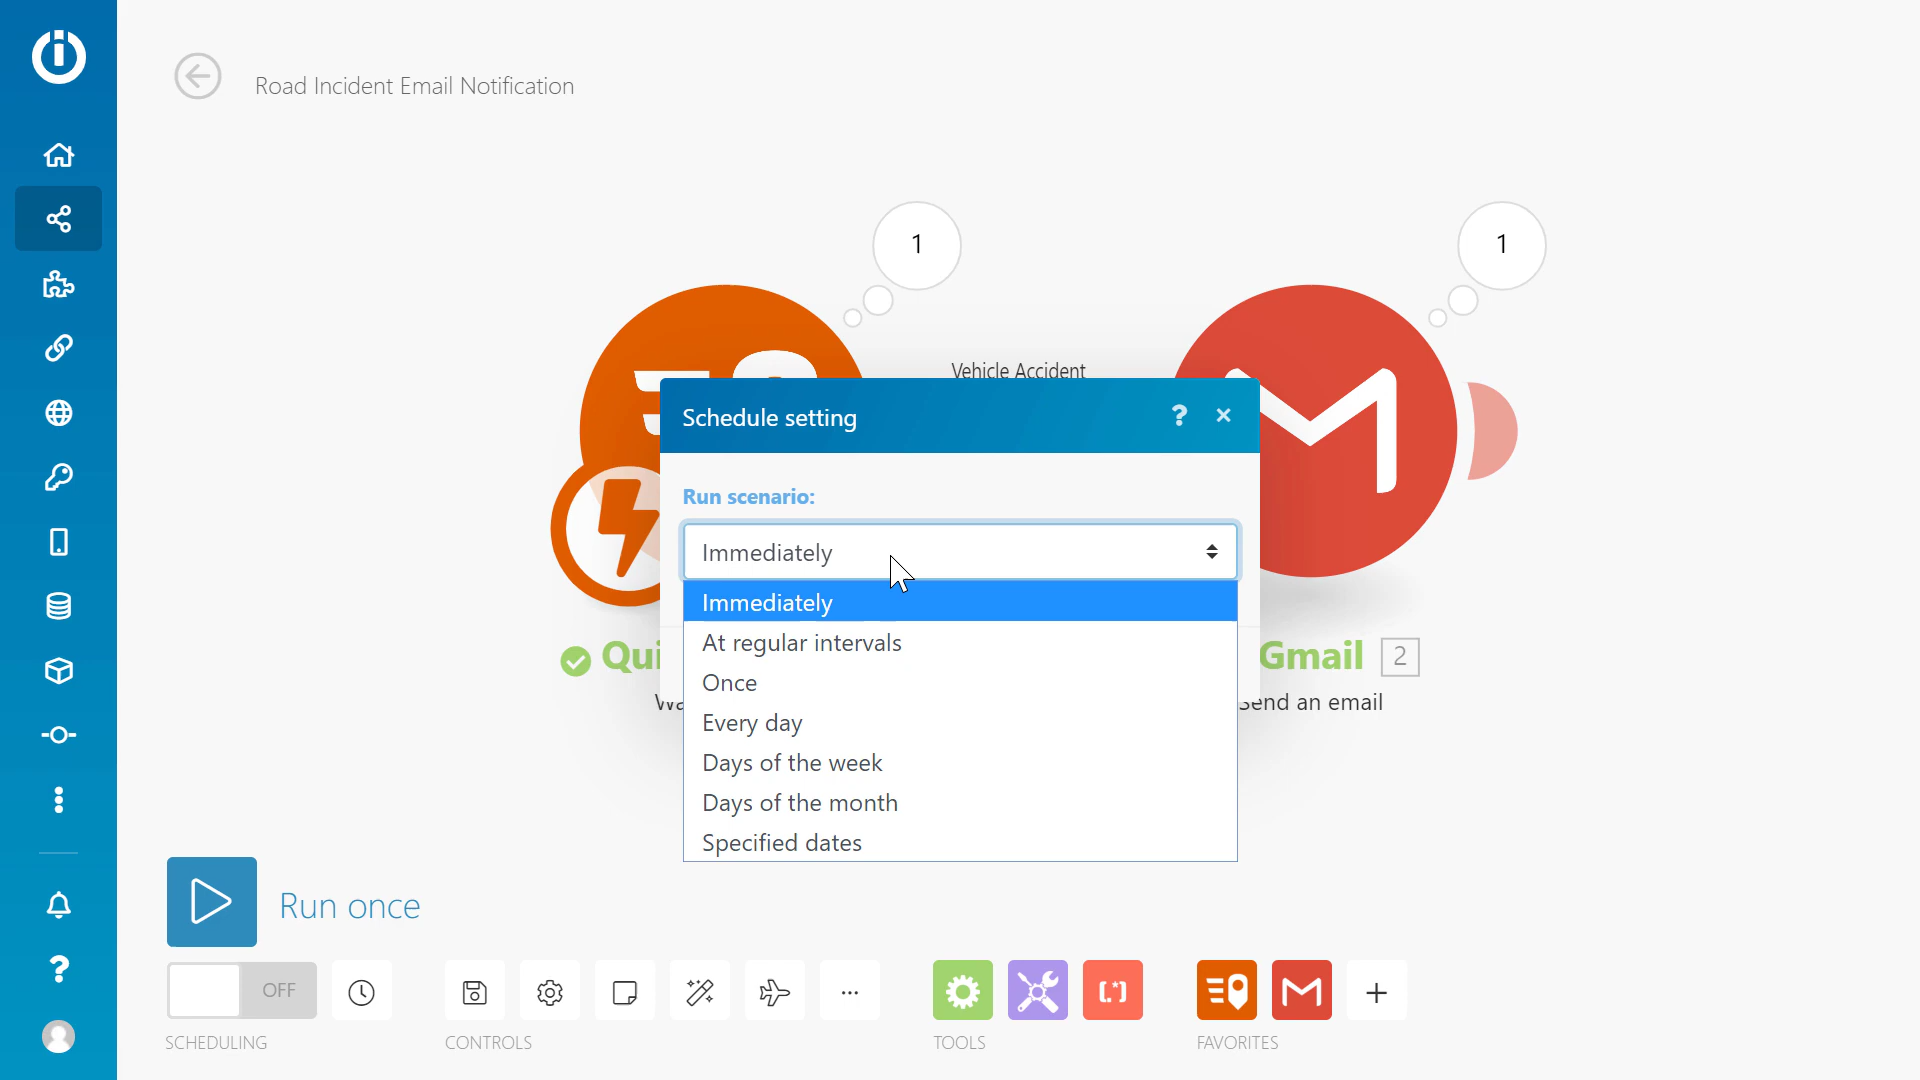 Road Incident Email Notification
1
1
Vehicle Accident
Schedule setting
?
×
Run scenario:
Immediately
Immediately
At regular intervals
Once
Every day
Days of the week
Days of the month
Specified dates
Qui
Gmail
2
Send an email
Run once
OFF
SCHEDULING
CONTROLS
TOOLS
FAVORITES